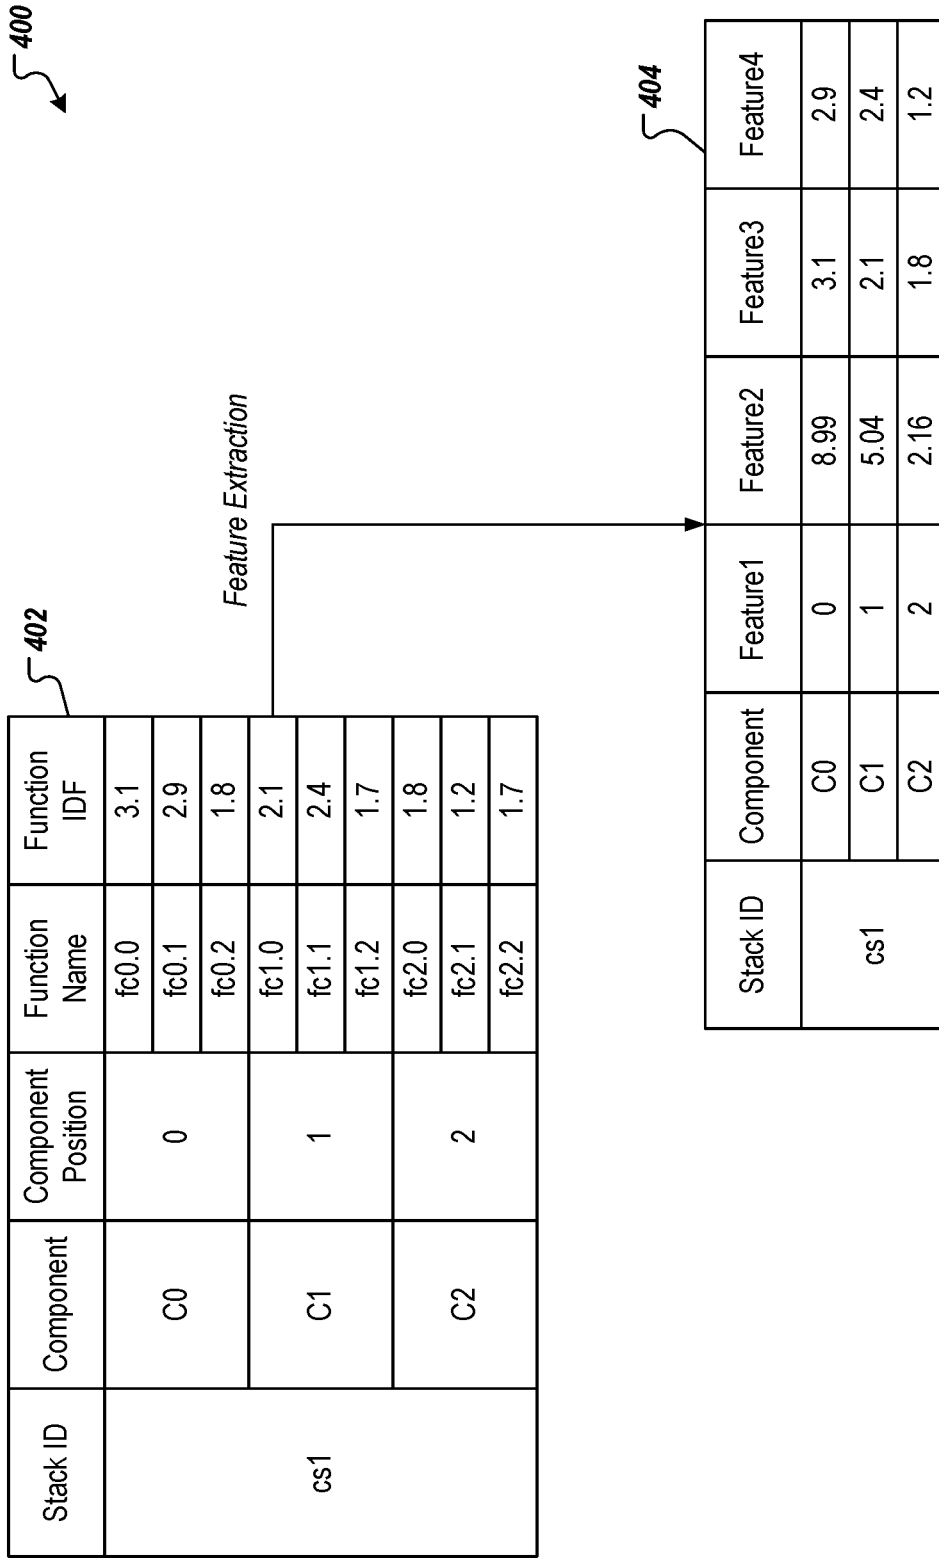 400
402
Stack ID Component Component Position Function Name Function IDF
cs1 C0 0 fc0.0 3.1
fc0.1 2.9
fc0.2 1.8
C1 1 fc1.0 2.1
fc1.1 2.4
fc1.2 1.7
C2 2 fc2.0 1.8
fc2.1 1.2
fc2.2 1.7
Feature Extraction
404
Stack ID Component Feature1 Feature2 Feature3 Feature4
cs1 C0 0 8.99 3.1 2.9
C1 1 5.04 2.1 2.4
C2 2 2.16 1.8 1.2